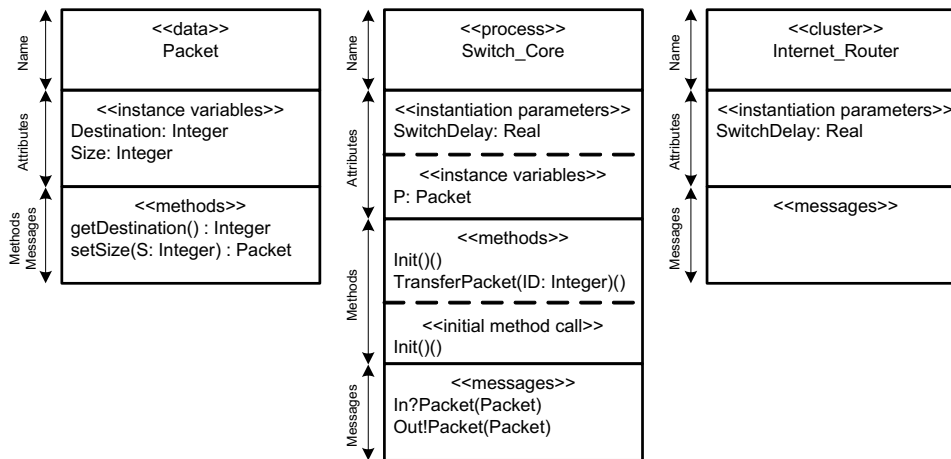 Name
<<data>>
Packet
Attributes
<<instance variables>>
Destination: Integer
Size: Integer
Methods
Messages
<<methods>>
getDestination() : Integer
setSize(S: Integer) : Packet
Name
<<process>>
Switch_Core
Attributes
<<instantiation parameters>>
SwitchDelay: Real
<<instance variables>>
P: Packet
Methods
<<methods>>
Init()()
TransferPacket(ID: Integer)()
<<initial method call>>
Init()()
Messages
<<messages>>
In?Packet(Packet)
Out!Packet(Packet)
Name
<<cluster>>
Internet_Router
Attributes
<<instantiation parameters>>
SwitchDelay: Real
Messages
<<messages>>